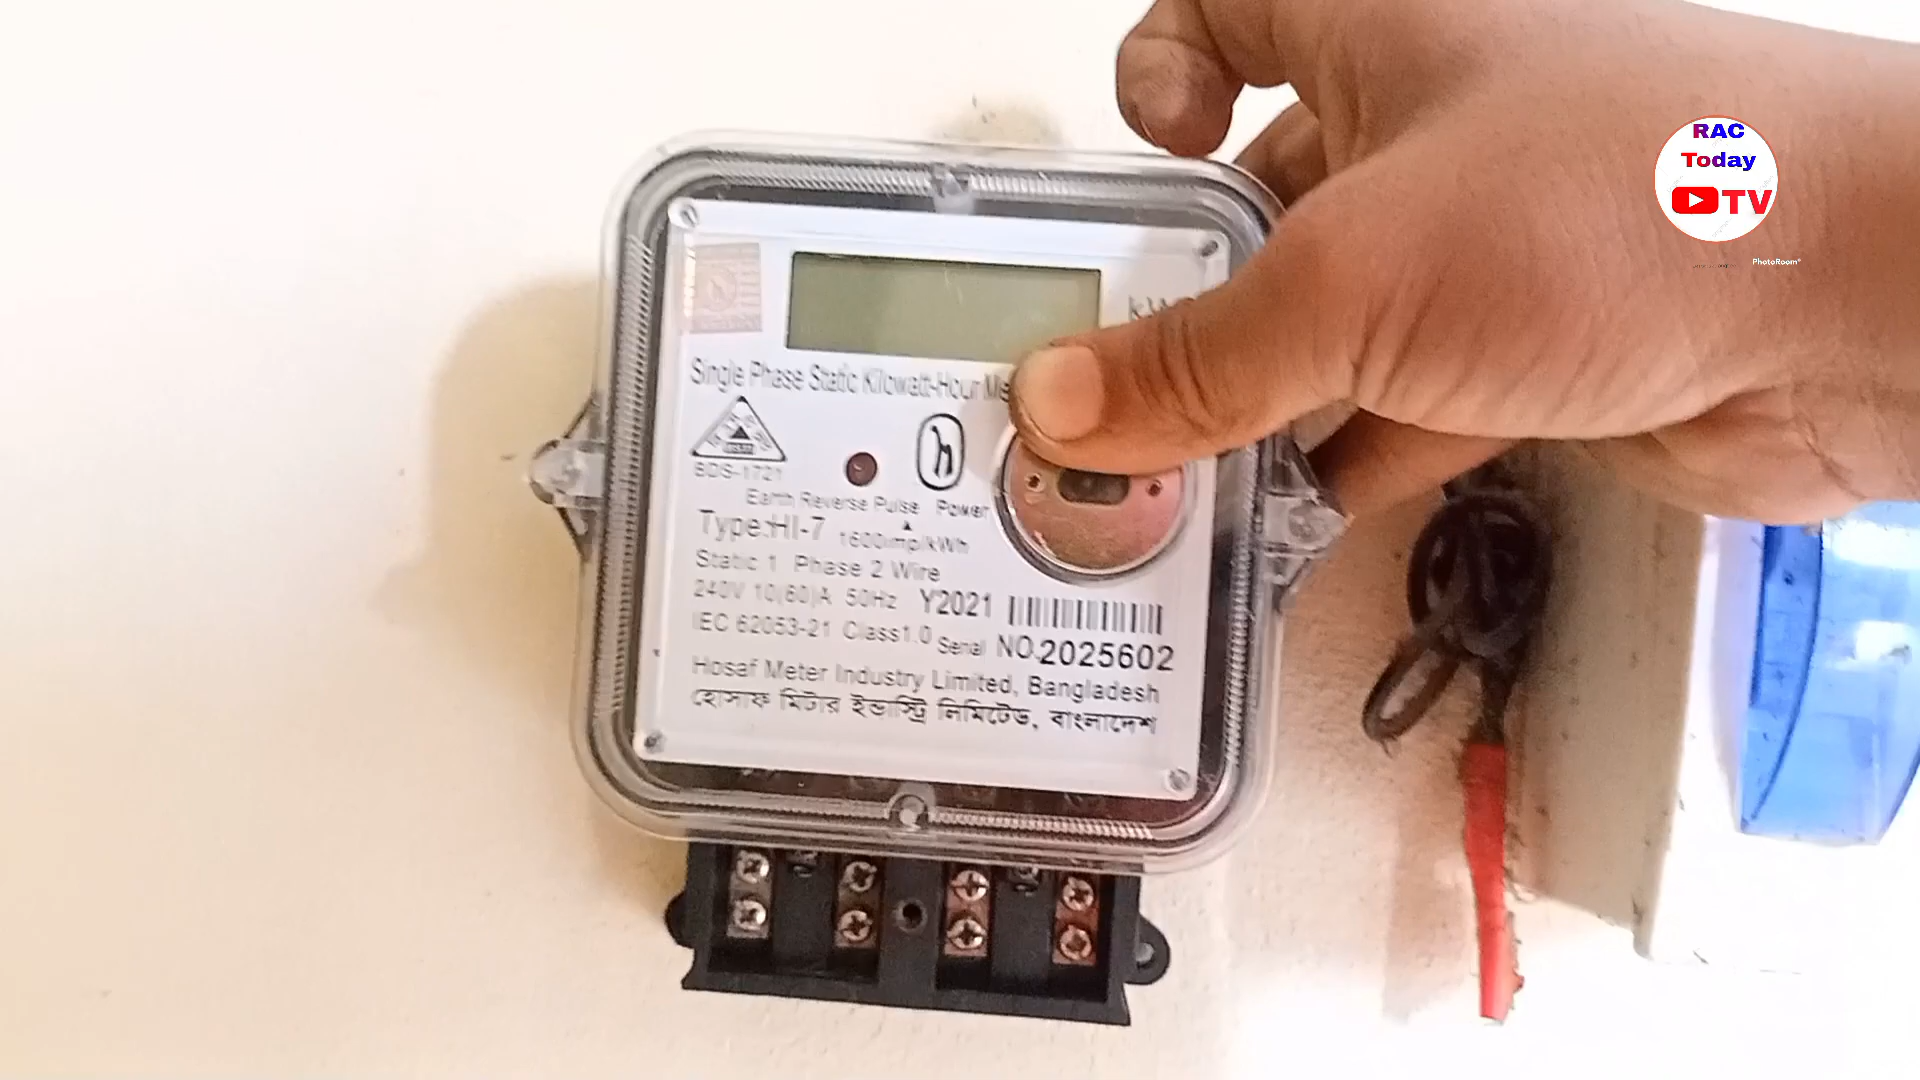 RAC
Today
TV
PhotoRoom
Single Phase Static Kilowatt-Hour
BDS-1721
Earth Reverse Pulse Power
Type:HI-7 1600imp/kWh
Static 1 Phase 2 Wire
240V 10(60)A 50Hz Y2021
IEC 62053-21 Class1.0 Serial NO.2025602
Hosaf Meter Industry Limited, Bangladesh
হোসাফ মিটার ইন্ডাস্ট্রি লিমিটেড, বাংলাদেশ